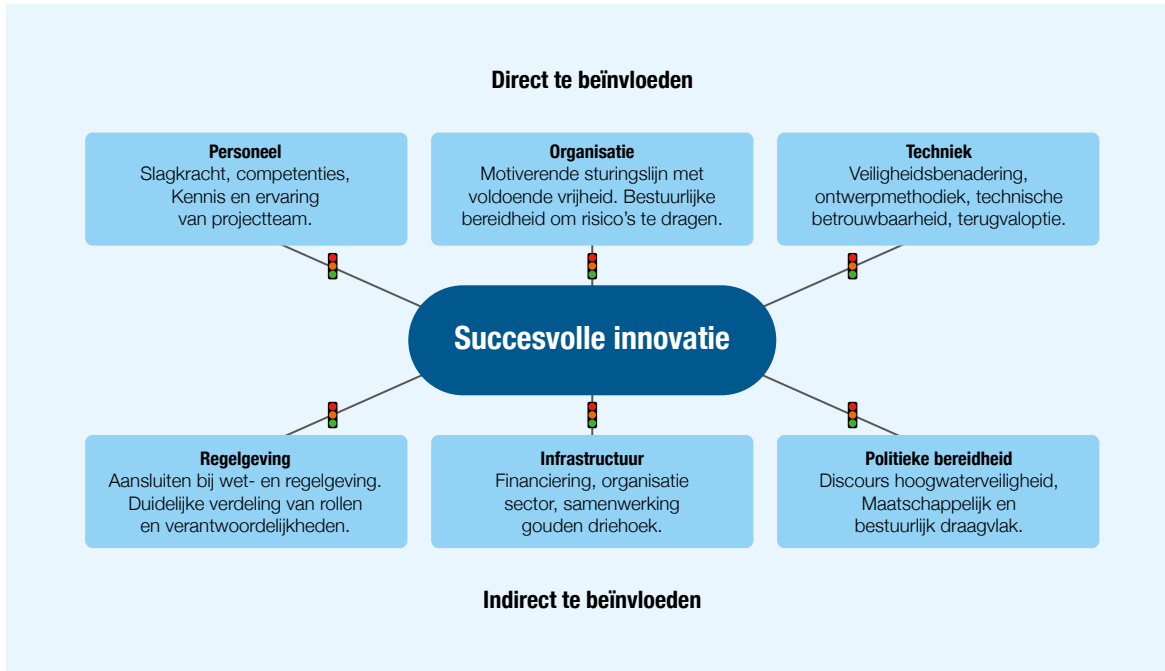 Direct te beïnvloeden
Personeel
Slagkracht, competenties,
Kennis en ervaring
van projectteam.
Organisatie
Motiverende sturingslijn met
voldoende vrijheid. Bestuurlijke
bereidheid om risico's te dragen.
Techniek
Veiligheidsbenadering,
ontwerpmethodiek, technische
betrouwbaarheid, terugvaloptie.
Succesvolle innovatie
Regelgeving
Aansluiten bij wet- en regelgeving.
Duidelijke verdeling van rollen
en verantwoordelijkheden.
Infrastructuur
Financiering, organisatie
sector, samenwerking
gouden driehoek.
Politieke bereidheid
Discours hoogwaterveiligheid,
Maatschappelijk en
bestuurlijk draagvlak.
Indirect te beïnvloeden